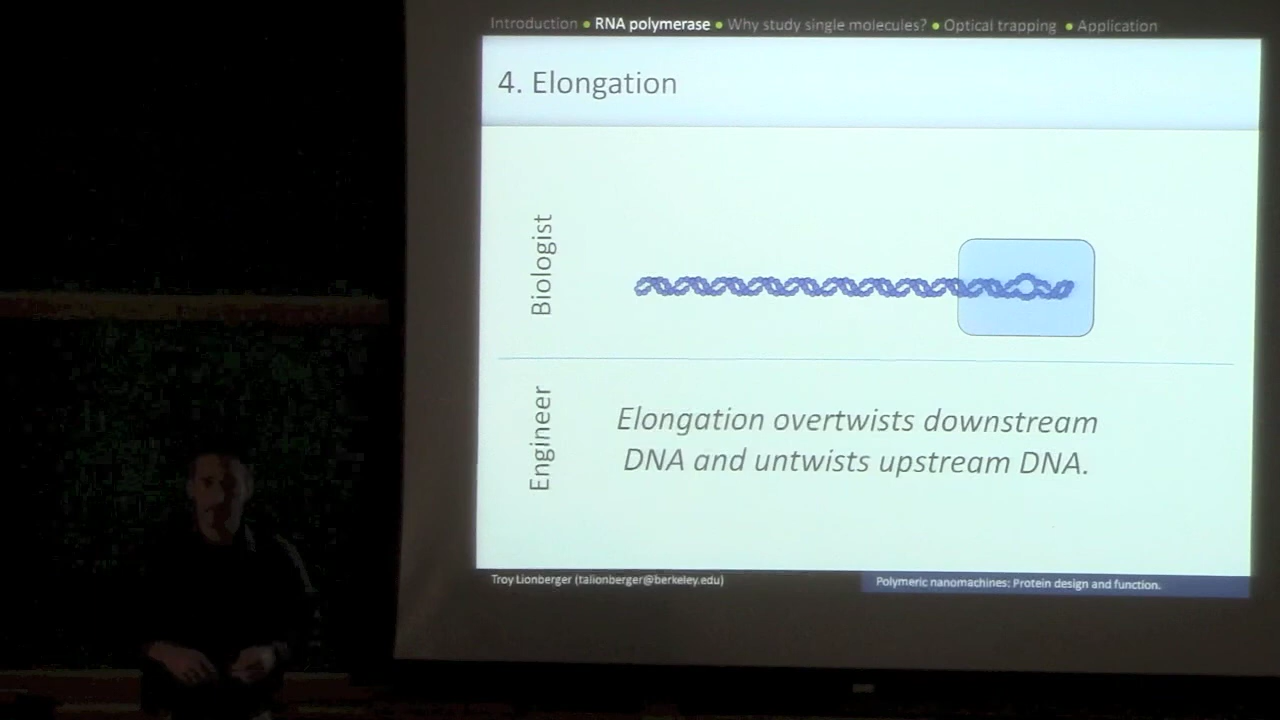 Introduction • RNA polymerase • Why study single molecules? • Optical trapping • Application
4. Elongation
Biologist
Engineer
Elongation overtwists downstream
DNA and untwists upstream DNA.
Troy Lionberger (talionberger@berkeley.edu)
Polymeric nanomachines: Protein design and function.